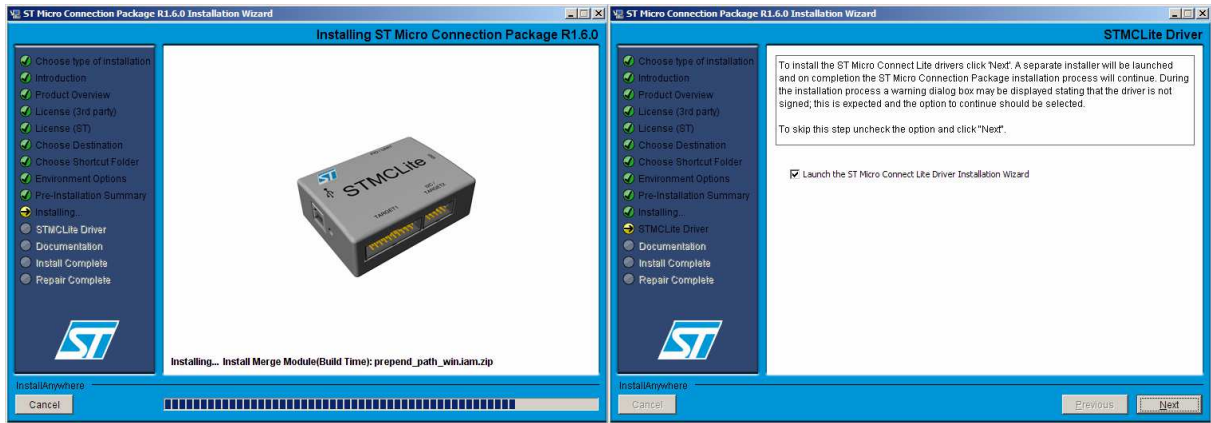 ST Micro Connection Package R1.6.0 Installation Wizard
Installing ST Micro Connection Package R1.6.0
Choose type of installation
Introduction
Product Overview
License (3rd party)
License (ST)
Choose Destination
Choose Shortcut Folder
Environment Options
Pre-Installation Summary
Installing...
STMCLite Driver
Documentation
Install Complete
Repair Complete
ST
ST
STMCLite
TARGET1
TARGET2
Installing... Install Merge Module(Build Time): prepend_path_win.iam.zip
InstallAnywhere
Cancel
ST Micro Connection Package R1.6.0 Installation Wizard
STMCLite Driver
Choose type of installation
Introduction
Product Overview
License (3rd party)
License (ST)
Choose Destination
Choose Shortcut Folder
Environment Options
Pre-Installation Summary
Installing...
STMCLite Driver
Documentation
Install Complete
Repair Complete
ST
To install the ST Micro Connect Lite drivers click 'Next'. A separate installer will be launched
and on completion the ST Micro Connection Package installation process will continue. During
the installation process a warning dialog box may be displayed stating that the driver is not
signed; this is expected and the option to continue should be selected.
To skip this step uncheck the option and click "Next".
Launch the ST Micro Connect Lite Driver Installation Wizard
InstallAnywhere
Cancel
Previous
Next